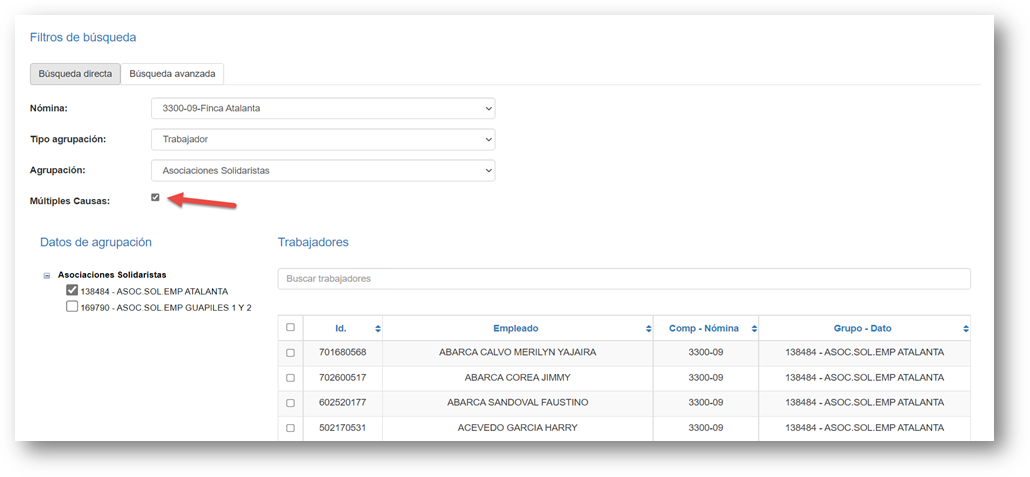 Filtros de búsqueda
Búsqueda directa Búsqueda avanzada
Nómina: 3300-09-Finca Atalanta
Tipo agrupación: Trabajador
Agrupación: Asociaciones Solidaristas
Múltiples Causas:
Datos de agrupación
Asociaciones Solidaristas
138484 - ASOC.SOL.EMP ATALANTA
169790 - ASOC.SOL.EMP GUAPILES 1 Y 2
Trabajadores
Buscar trabajadores
Id. Empleado Comp - Nómina Grupo - Dato
701680568 ABARCA CALVO MERILYN YAJAIRA 3300-09 138484 - ASOC.SOL.EMP ATALANTA
702600517 ABARCA COREA JIMMY 3300-09 138484 - ASOC.SOL.EMP ATALANTA
602520177 ABARCA SANDOVAL FAUSTINO 3300-09 138484 - ASOC.SOL.EMP ATALANTA
502170531 ACEVEDO GARCIA HARRY 3300-09 138484 - ASOC.SOL.EMP ATALANTA